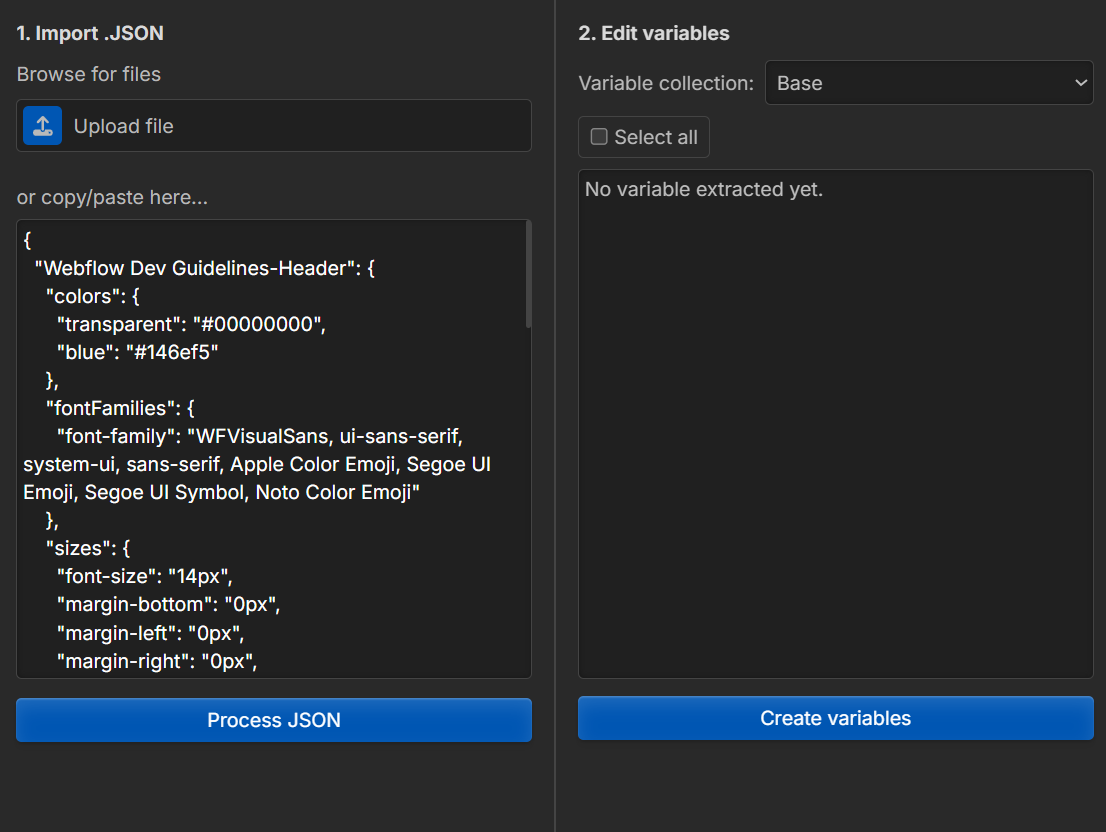 1. Import .JSON
Browse for files
Upload file
or copy/paste here...
{
"Webflow Dev Guidelines-Header": {
"colors": {
"transparent": "#00000000",
"blue": "#146ef5"
},
"fontFamilies": {
"font-family": "WFVisualSans, ui-sans-serif,
system-ui, sans-serif, Apple Color Emoji, Segoe UI
Emoji, Segoe UI Symbol, Noto Color Emoji"
},
"sizes": {
"font-size": "14px",
"margin-bottom": "0px",
"margin-left": "0px",
"margin-right": "0px",
Process JSON
2. Edit variables
Variable collection: Base
Select all
No variable extracted yet.
Create variables